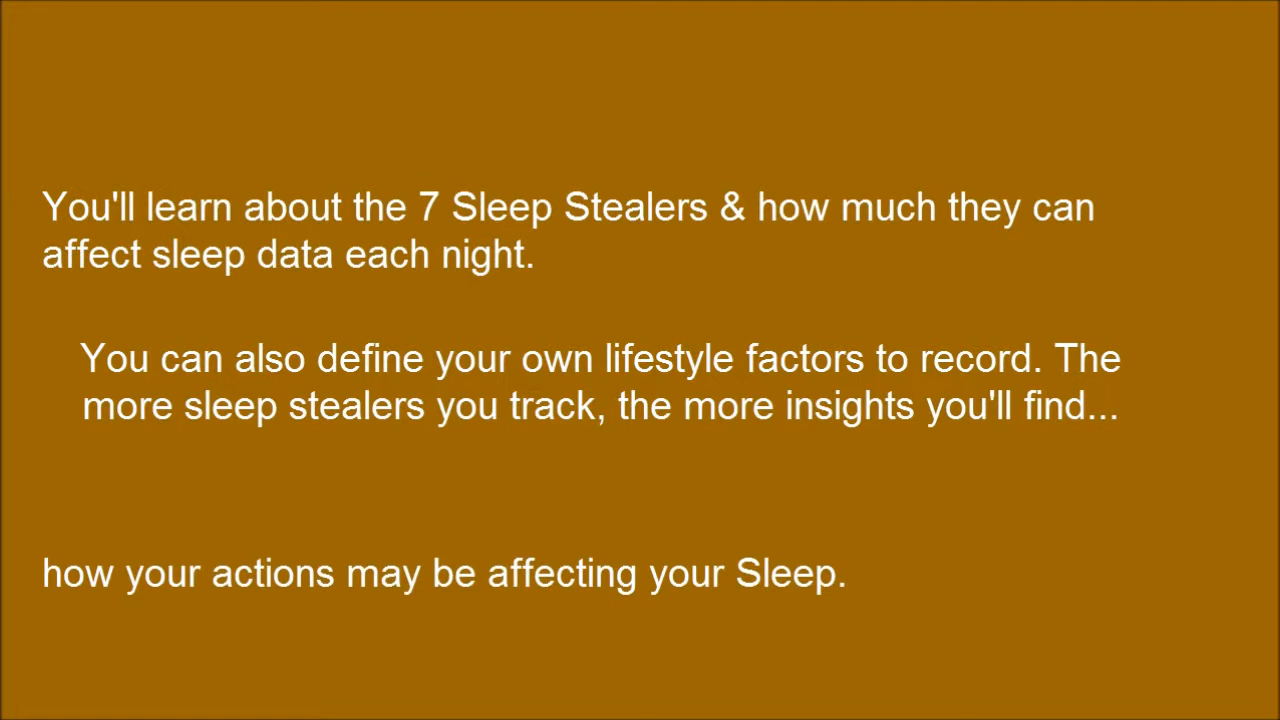 You'll learn about the 7 Sleep Stealers & how much they can
affect sleep data each night.
You can also define your own lifestyle factors to record. The
more sleep stealers you track, the more insights you'll find...
how your actions may be affecting your Sleep.